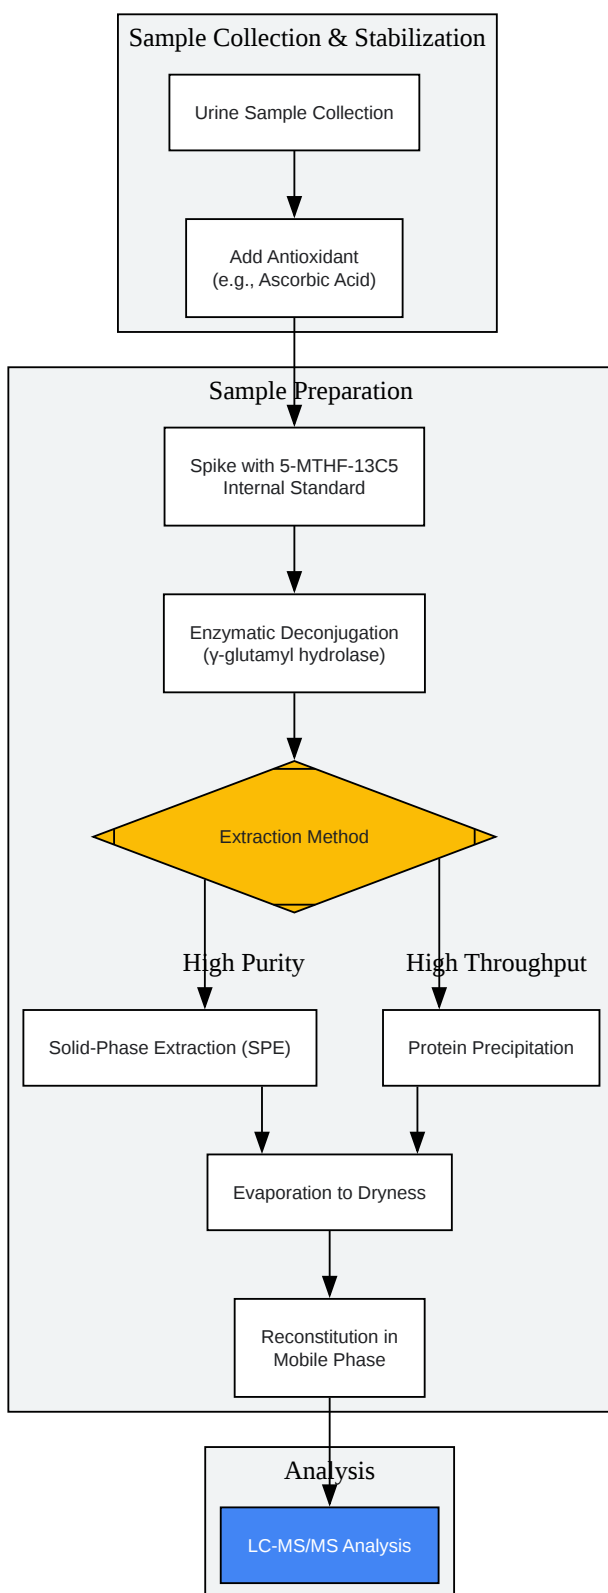 Sample Collection & Stabilization
Urine Sample Collection
Add Antioxidant
(e.g., Ascorbic Acid)
Sample Preparation
Spike with 5-MTHF-13C5
Internal Standard
Enzymatic Deconjugation
(γ-glutamyl hydrolase)
Extraction Method
High Purity
High Throughput
Solid-Phase Extraction (SPE)
Protein Precipitation
Evaporation to Dryness
Reconstitution in
Mobile Phase
Analysis
LC-MS/MS Analysis